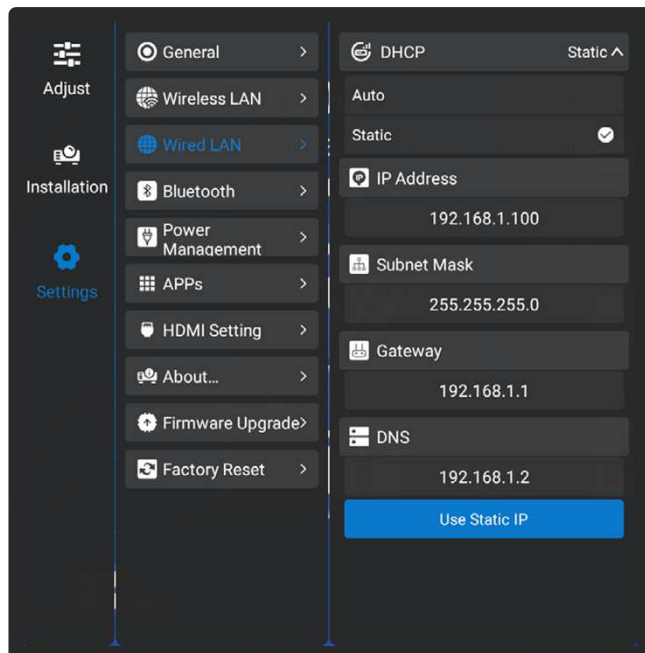 Adjust
Installation
Settings
General
Wireless LAN
Wired LAN
Bluetooth
Power
Management
APPs
HDMI Setting
About...
Firmware Upgrade
Factory Reset
DHCP Static
Auto
Static
IP Address
192.168.1.100
Subnet Mask
255.255.255.0
Gateway
192.168.1.1
DNS
192.168.1.2
Use Static IP